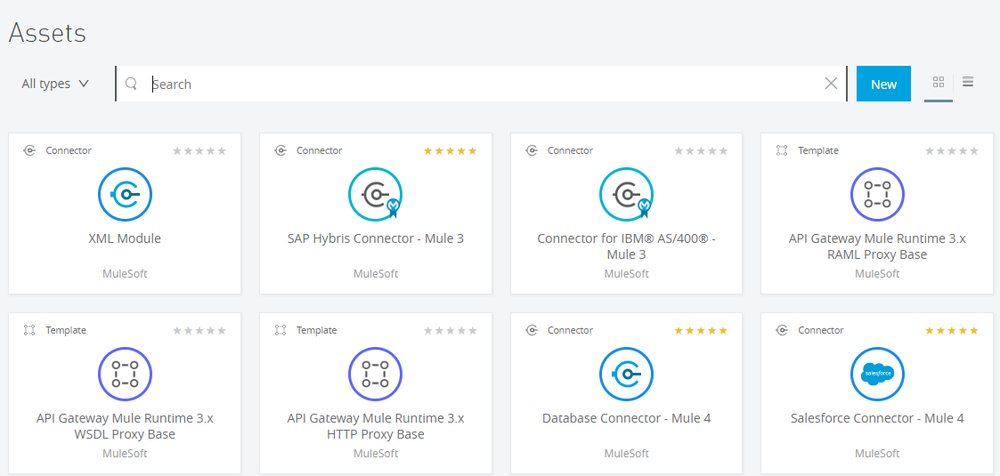 Assets
All types
Search
New
Connector
XML Module
MuleSoft
Connector
SAP Hybris Connector - Mule 3
MuleSoft
Connector
Connector for IBM® AS/400® -
Mule 3
MuleSoft
Template
API Gateway Mule Runtime 3.x
RAML Proxy Base
MuleSoft
Template
API Gateway Mule Runtime 3.x
WSDL Proxy Base
MuleSoft
Template
API Gateway Mule Runtime 3.x
HTTP Proxy Base
MuleSoft
Connector
Database Connector - Mule 4
MuleSoft
Connector
salesforce
Salesforce Connector - Mule 4
MuleSoft